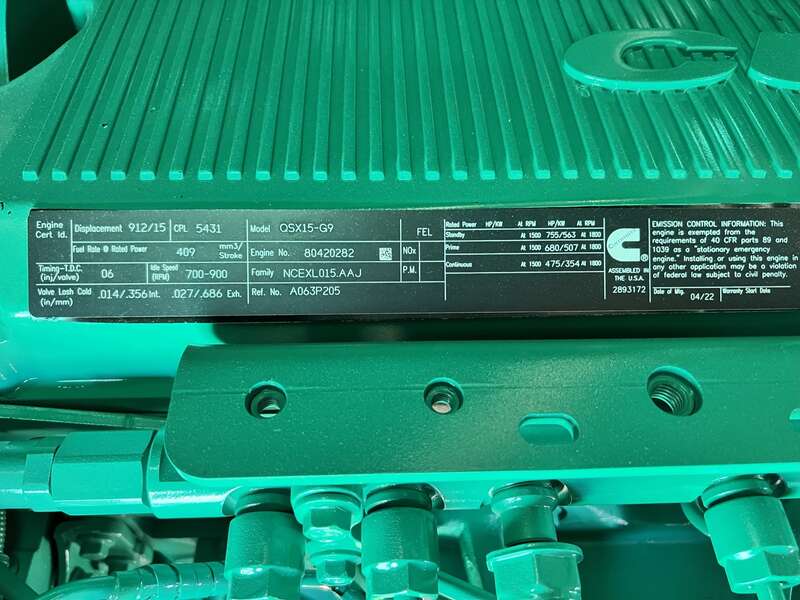 Engine Cert Id. Displacement 912/15 CPL 5431 Model QSX15-G9 FEL
Fuel Rate @ Rated Power 409 mm3/Stroke Engine No. 80420282 NOx
Timing-T.D.C. (inj/valve) 06 Idle Speed (RPM) 700-900 Family NCEXL015.AAJ P.M.
Valve Lash Cold (in/mm) .014/.356 Int. .027/.686 Exh. Ref. No. A063P205
Rated Power HP/KW At RPM HP/KW At RPM
Standby At 1500 755/563 At 1800
Prime At 1500 680/507 At 1800
Continuous At 1500 475/354 At 1800
ASSEMBLED IN
THE U.S.A.
2893172
EMISSION CONTROL INFORMATION: This
engine is exempted from the
requirements of 40 CFR parts 89 and
1039 as a "stationary emergency
engine." Installing or using this engine in
any other application may be a violation
of federal law subject to civil penalty.
Date of Mfg. 04/22 Warranty Start Date